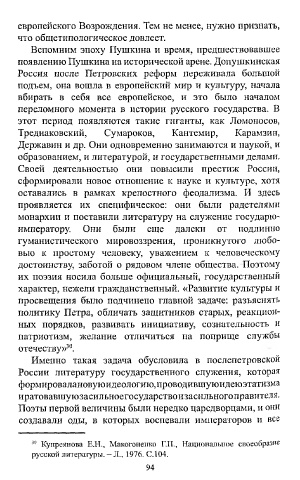 европейского Возрождения. Тем не менее, нужно признать,
что общетипологическое довлеет.
Вспомним эпоху Пушкина и время, предшествовавшее
появлению Пушкина на исторической арене. Допушкинская
Россия после Петровских реформ переживала большой
подъем, она вошла в европейский мир и культуру, начала
вбирать в себя все европейское, и это было началом
переломного момента в истории русского государства. В
этот период появляются такие гиганты, как Ломоносов,
Тредиаковский, Сумароков, Кантемир, Карамзин,
Державин и др. Они одновременно занимаются и наукой, и
образованием, и литературой, и государственными делами.
Своей деятельностью они повысили престиж России,
сформировали новое отношение к науке и культуре, хотя
оставались в рамках крепостного феодализма. И здесь
проявляется их специфическое: они были радетелями
монархии и поставили литературу на служение государю-
императору. Они были еще далеки от подлинно
гуманистического мировоззрения, проникнутого любо-
вью к простому человеку, уважением к человеческому
достоинству, заботой о рядовом члене общества. Поэтому
их поэзия носила больше официальный, государственный
характер, нежели гражданственный. «Развитие культуры и
просвещения было подчинено главной задаче: разъяснять
политику Петра, обличать защитников старых, реакцион-
ных порядков, развивать инициативу, сознательность и
патриотизм, желание отличаться на поприще службы
отечеству»³⁹.
Именно такая задача обусловила в послепетровской
России литературу государственного служения, которая
формировала новую идеологию, проводившую идею этатизма
и ратовавшую за сильное государство и за сильного правителя.
Поэты первой величины были нередко царедворцами, и они
создавали оды, в которых воспевали императоров и все
³⁹ Купреянова Е.Н., Макогоненко Г.П., Национальное своеобразие
русской литературы. – Л., 1976. С.104.
94